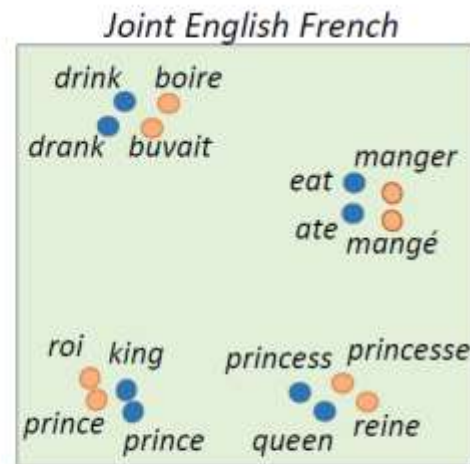 Joint English French
drink boire
drank buvait
manger
eat
ate
mangé
roi king
prince
prince
princess princesse
queen reine